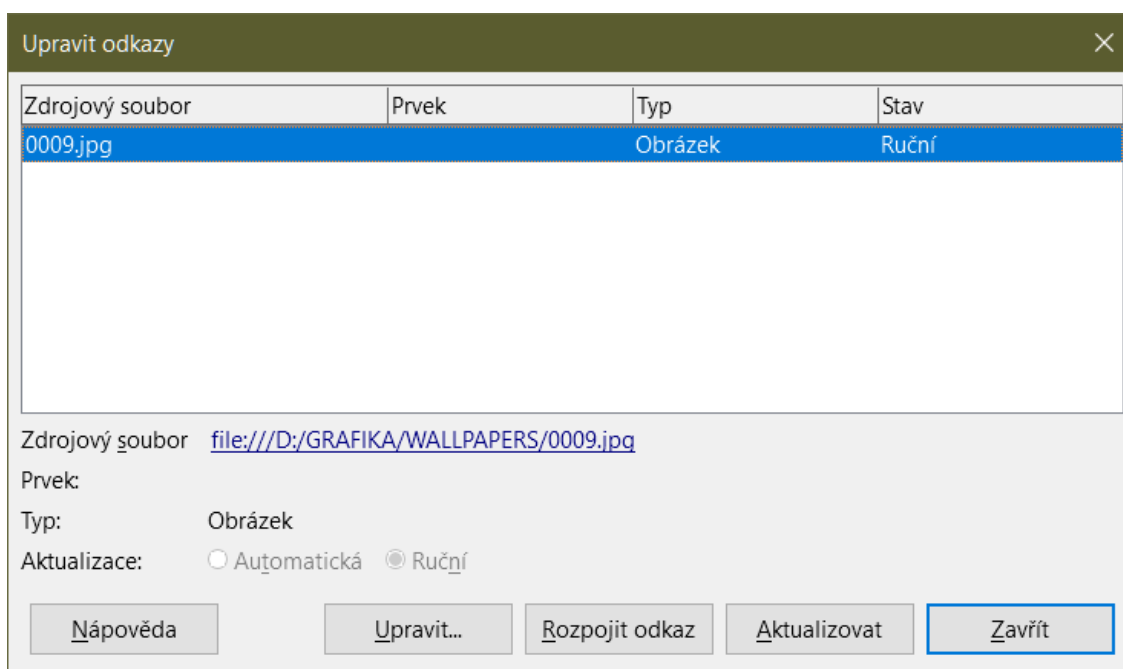 Upravit odkazy
Zdrojový soubor Prvek Typ Stav
0009.jpg Obrázek Ruční
Zdrojový soubor file:///D:/GRAFIKA/WALLPAPERS/0009.jpg
Prvek:
Typ: Obrázek
Aktualizace: Automatická Ruční
Nápověda Upravit... Rozpojit odkaz Aktualizovat Zavřít